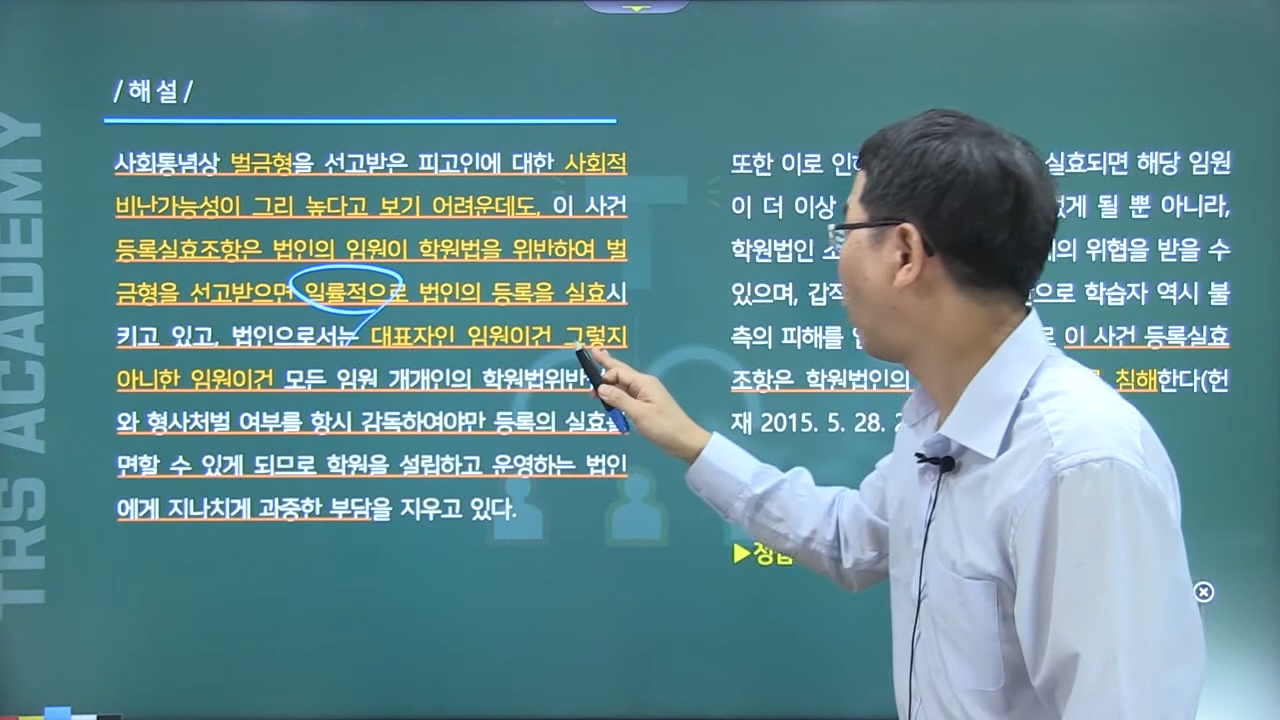 TRS ACADEMY
/ 해 설 /
사회통념상 벌금형을 선고받은 피고인에 대한 사회적
비난가능성이 그리 높다고 보기 어려운데도, 이 사건
등록실효조항은 법인의 임원이 학원법을 위반하여 벌
금형을 선고받으면 일률적으로 법인의 등록을 실효시
키고 있고, 법인으로서는 대표자인 임원이건 그렇지
아니한 임원이건 모든 임원 개개인의 학원법위반
와 형사처벌 여부를 항시 감독하여야만 등록의 실효를
면할 수 있게 되므로 학원을 설립하고 운영하는 법인
에게 지나치게 과중한 부담을 지우고 있다.
또한 이로 실효되면 해당 임원
이 더 이상 없게 될 뿐 아니라,
학원법인 위협을 받을 수
있으며, 학습자 역시 불
측의 피해를 이 사건 등록실효
조항은 학원법인의 침해한다(헌
재 2015. 5. 28.
▶정답